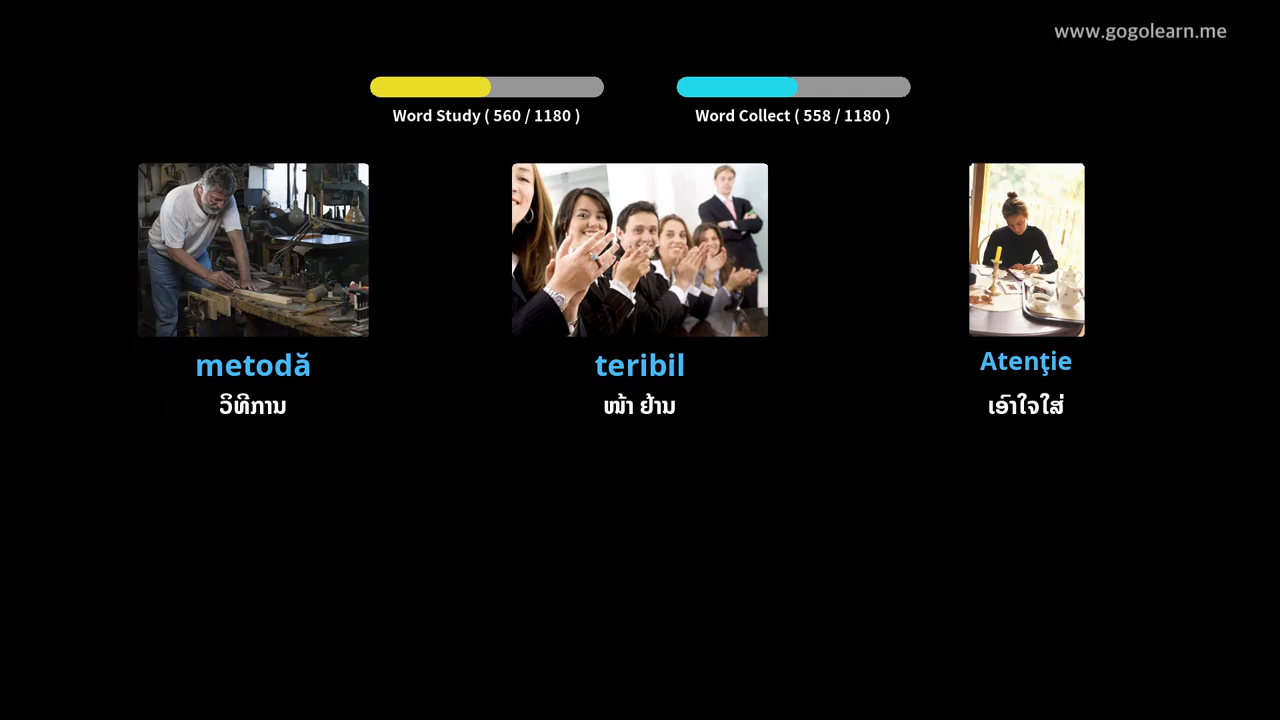 www.gogolearn.me
Word Study ( 560 / 1180 )
Word Collect ( 558 / 1180 )
metodă
teribil
Atenţie
ວິທີການ
ໜ້າ ຢ້ານ
ເອົາໃຈໃສ່